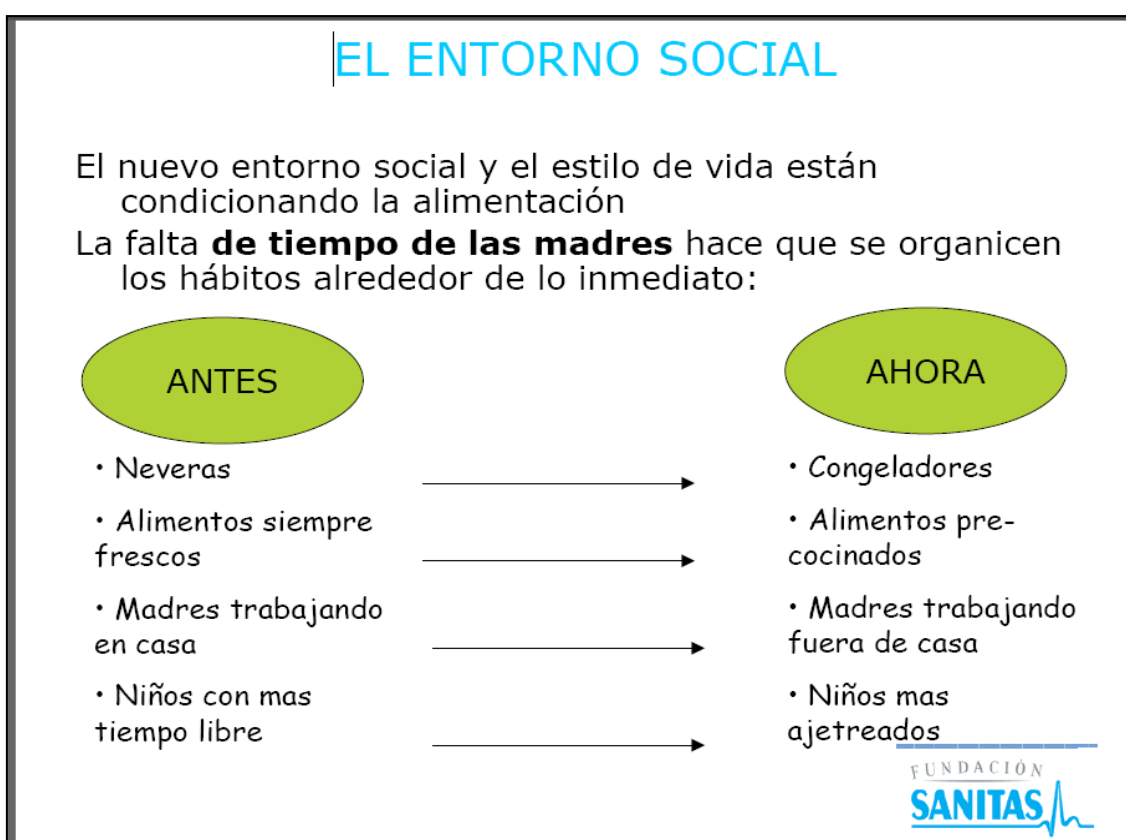 EL ENTORNO SOCIAL
El nuevo entorno social y el estilo de vida están
condicionando la alimentación
La falta de tiempo de las madres hace que se organicen
los hábitos alrededor de lo inmediato:
ANTES
• Neveras
• Alimentos siempre
frescos
• Madres trabajando
en casa
• Niños con mas
tiempo libre
AHORA
• Congeladores
• Alimentos pre-
cocinados
• Madres trabajando
fuera de casa
• Niños mas
ajetreados
FUNDACIÓN
SANITAS